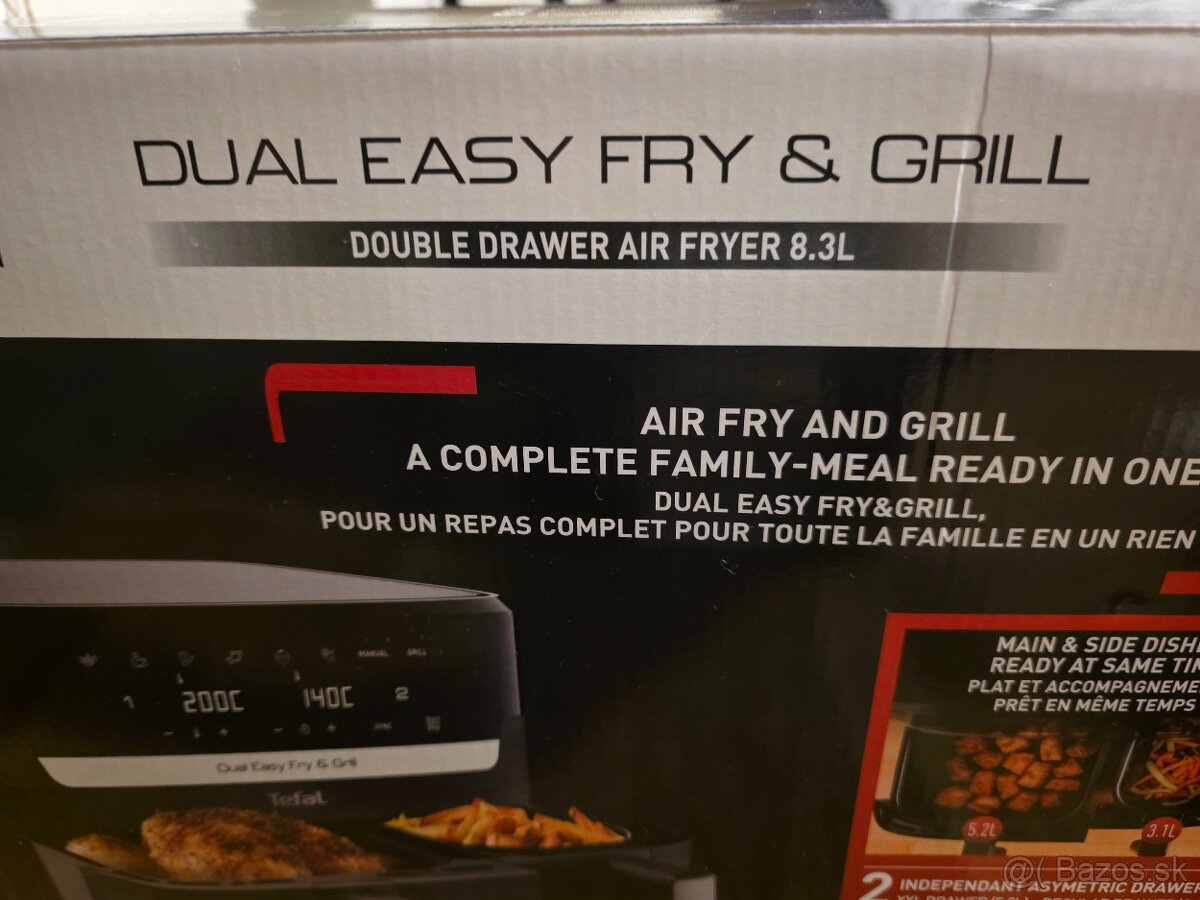 DUAL EASY FRY & GRILL
DOUBLE DRAWER AIR FRYER 8.3L
AIR FRY AND GRILL
A COMPLETE FAMILY-MEAL READY IN ONE
DUAL EASY FRY&GRILL,
POUR UN REPAS COMPLET POUR TOUTE LA FAMILLE EN UN RIEN
MANUAL GRILL
1 200C 140C 2
SYNC
Dual Easy Fry & Grill
Tefal
MAIN & SIDE DISHE
READY AT SAME TIM
PLAT ET ACCOMPAGNEME
PRÊT EN MÊME TEMPS
5.2L 3.1L
2 INDEPENDANT ASYMETRIC DRAWER
@( Bazos.sk